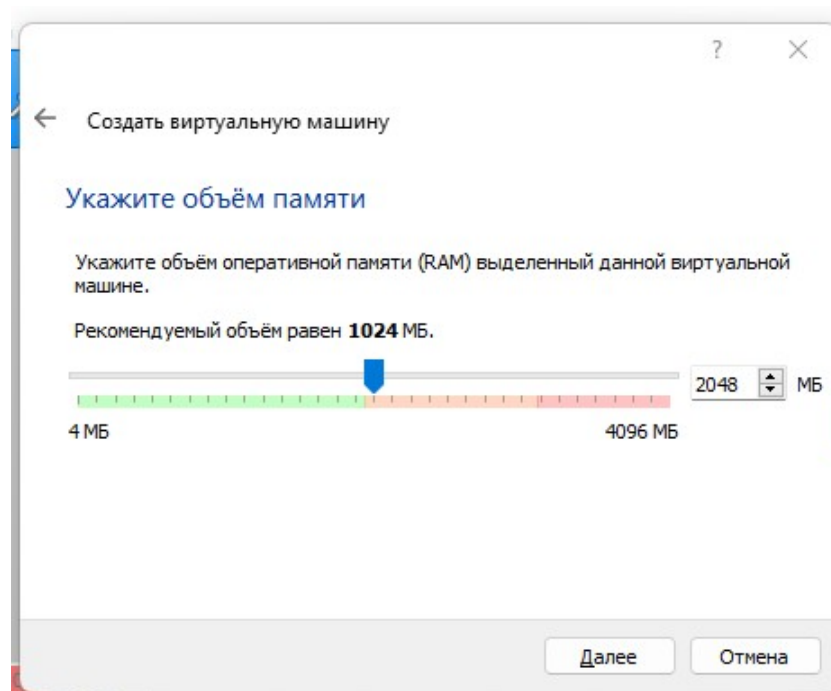 Создать виртуальную машину
Укажите объём памяти
Укажите объём оперативной памяти (RAM) выделенный данной виртуальной
машине.
Рекомендуемый объём равен 1024 МБ.
2048 МБ
4 МБ 4096 МБ
Далее Отмена